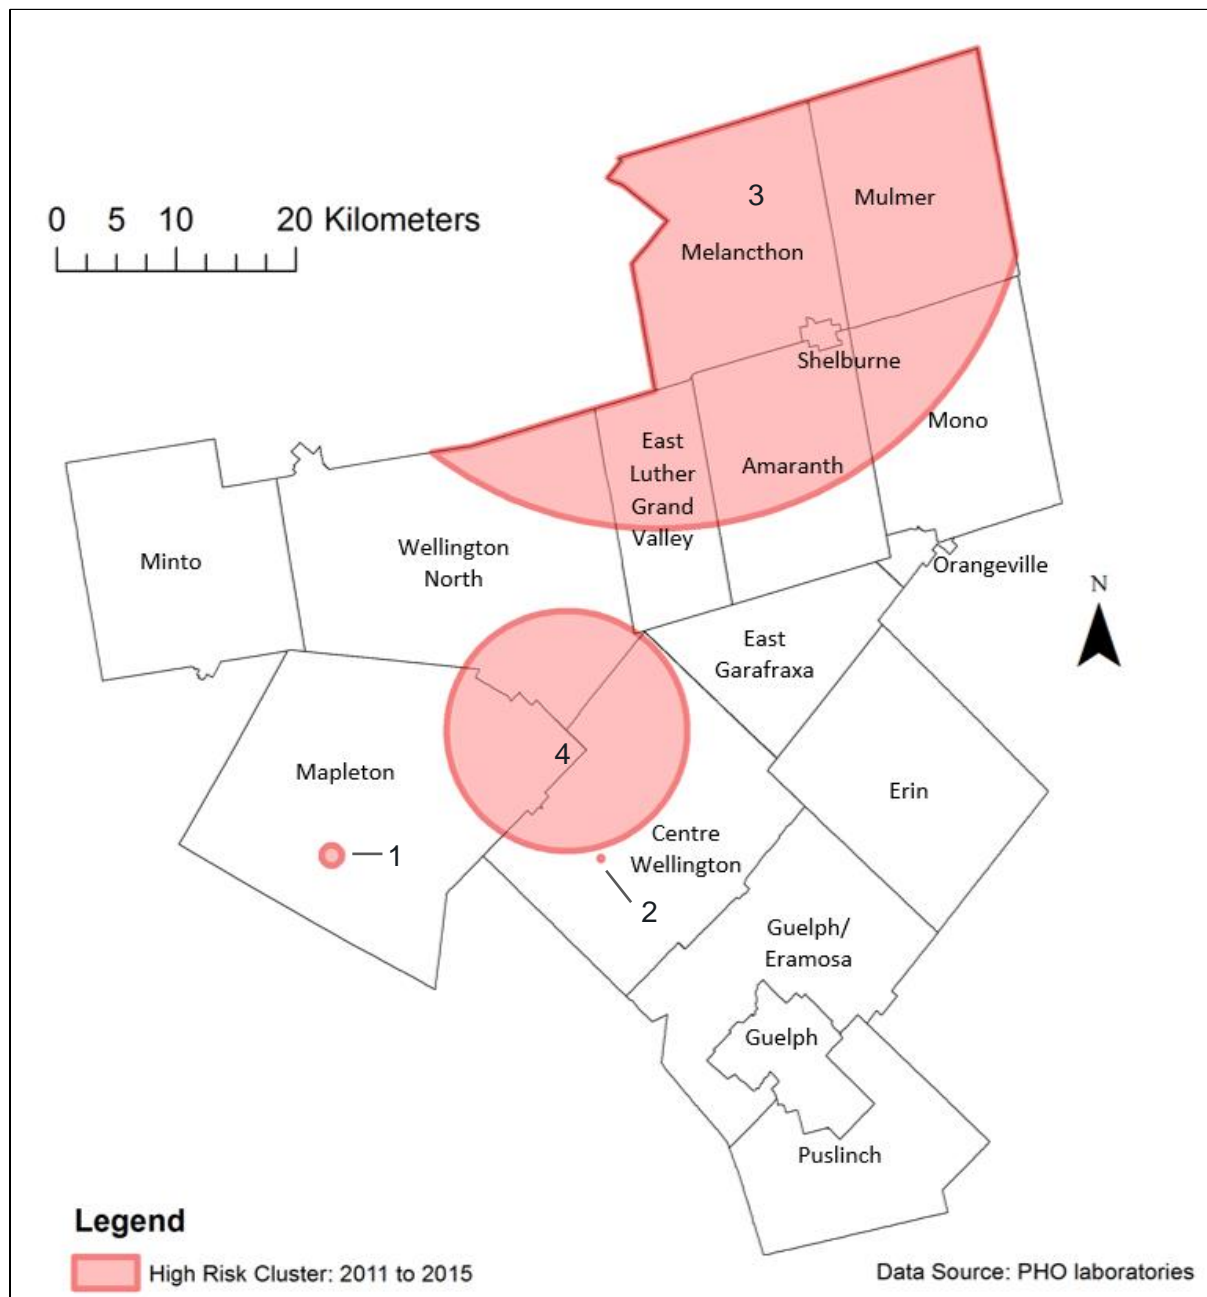 3
Mulmer
0 5 10 20 Kilometers
Melancthon
Shelburne
Mono
East
Luther
Grand
Valley
Amaranth
Wellington
North
Minto
Orangeville
N
East
Garafraxa
4
Mapleton
Erin
Centre
Wellington
1
2
Guelph/
Eramosa
Guelph
Puslinch
Legend
High Risk Cluster: 2011 to 2015
Data Source: PHO laboratories